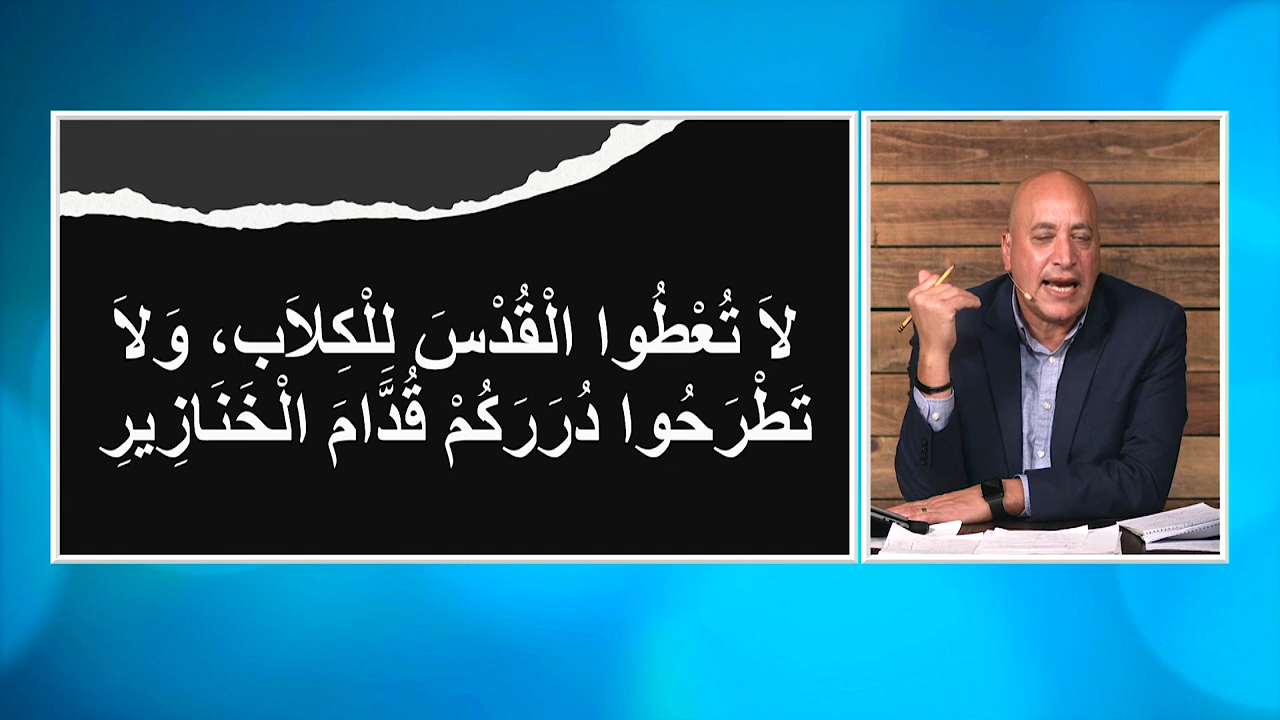 لاَ تُعْطُوا الْقُدْسَ لِلْكِلاَب، وَلاَ
تَطْرَحُوا دُرَرَكُمْ قُدَّامَ الْخَنَازِيرِ